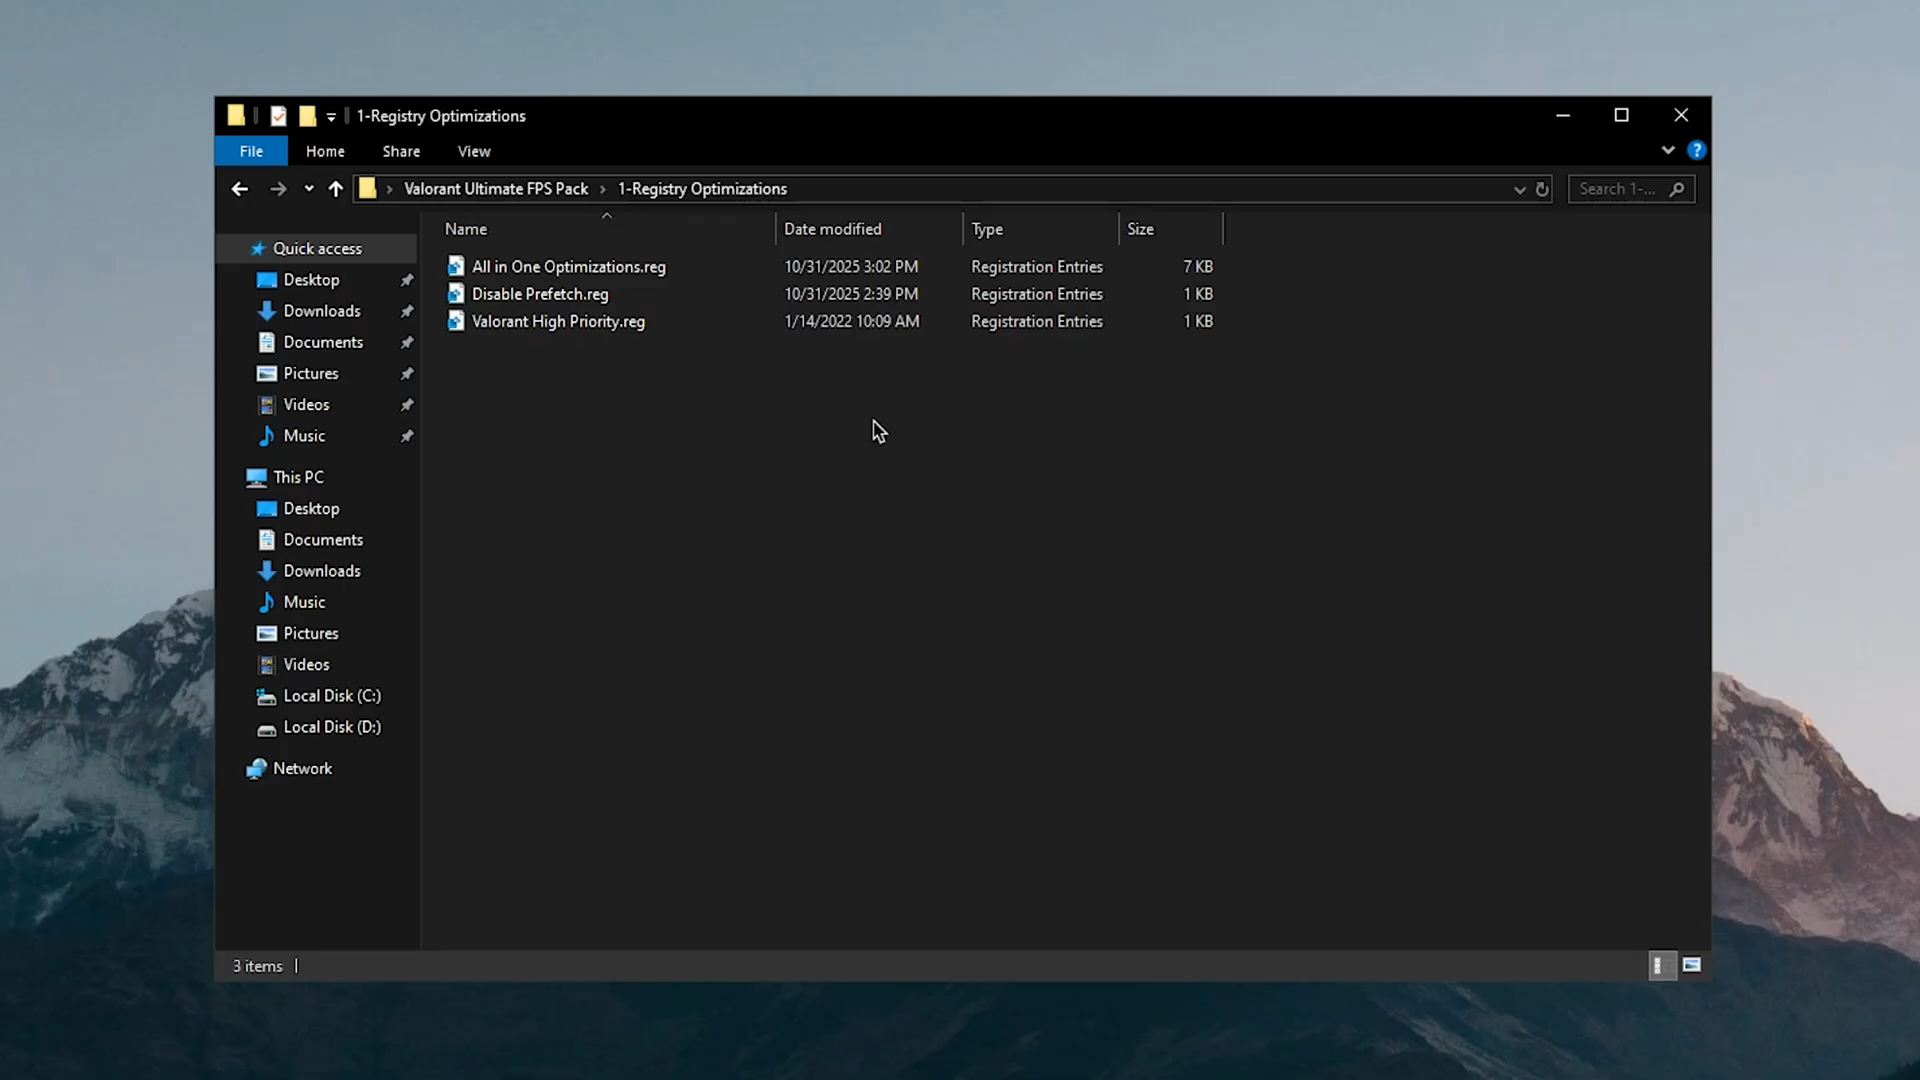 1-Registry Optimizations
File Home Share View
Valorant Ultimate FPS Pack > 1-Registry Optimizations
Search 1-...
Name Date modified Type Size
All in One Optimizations.reg 10/31/2025 3:02 PM Registration Entries 7 KB
Disable Prefetch.reg 10/31/2025 2:39 PM Registration Entries 1 KB
Valorant High Priority.reg 1/14/2022 10:09 AM Registration Entries 1 KB
Quick access
Desktop
Downloads
Documents
Pictures
Videos
Music
This PC
Desktop
Documents
Downloads
Music
Pictures
Videos
Local Disk (C:)
Local Disk (D:)
Network
3 items